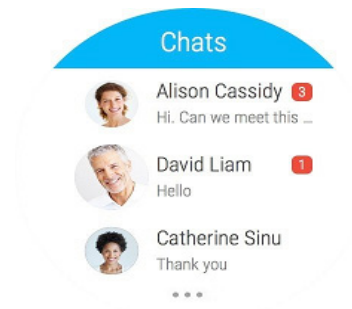 Chats
Alison Cassidy 3
Hi. Can we meet this ...
David Liam 1
Hello
Catherine Sinu
Thank you